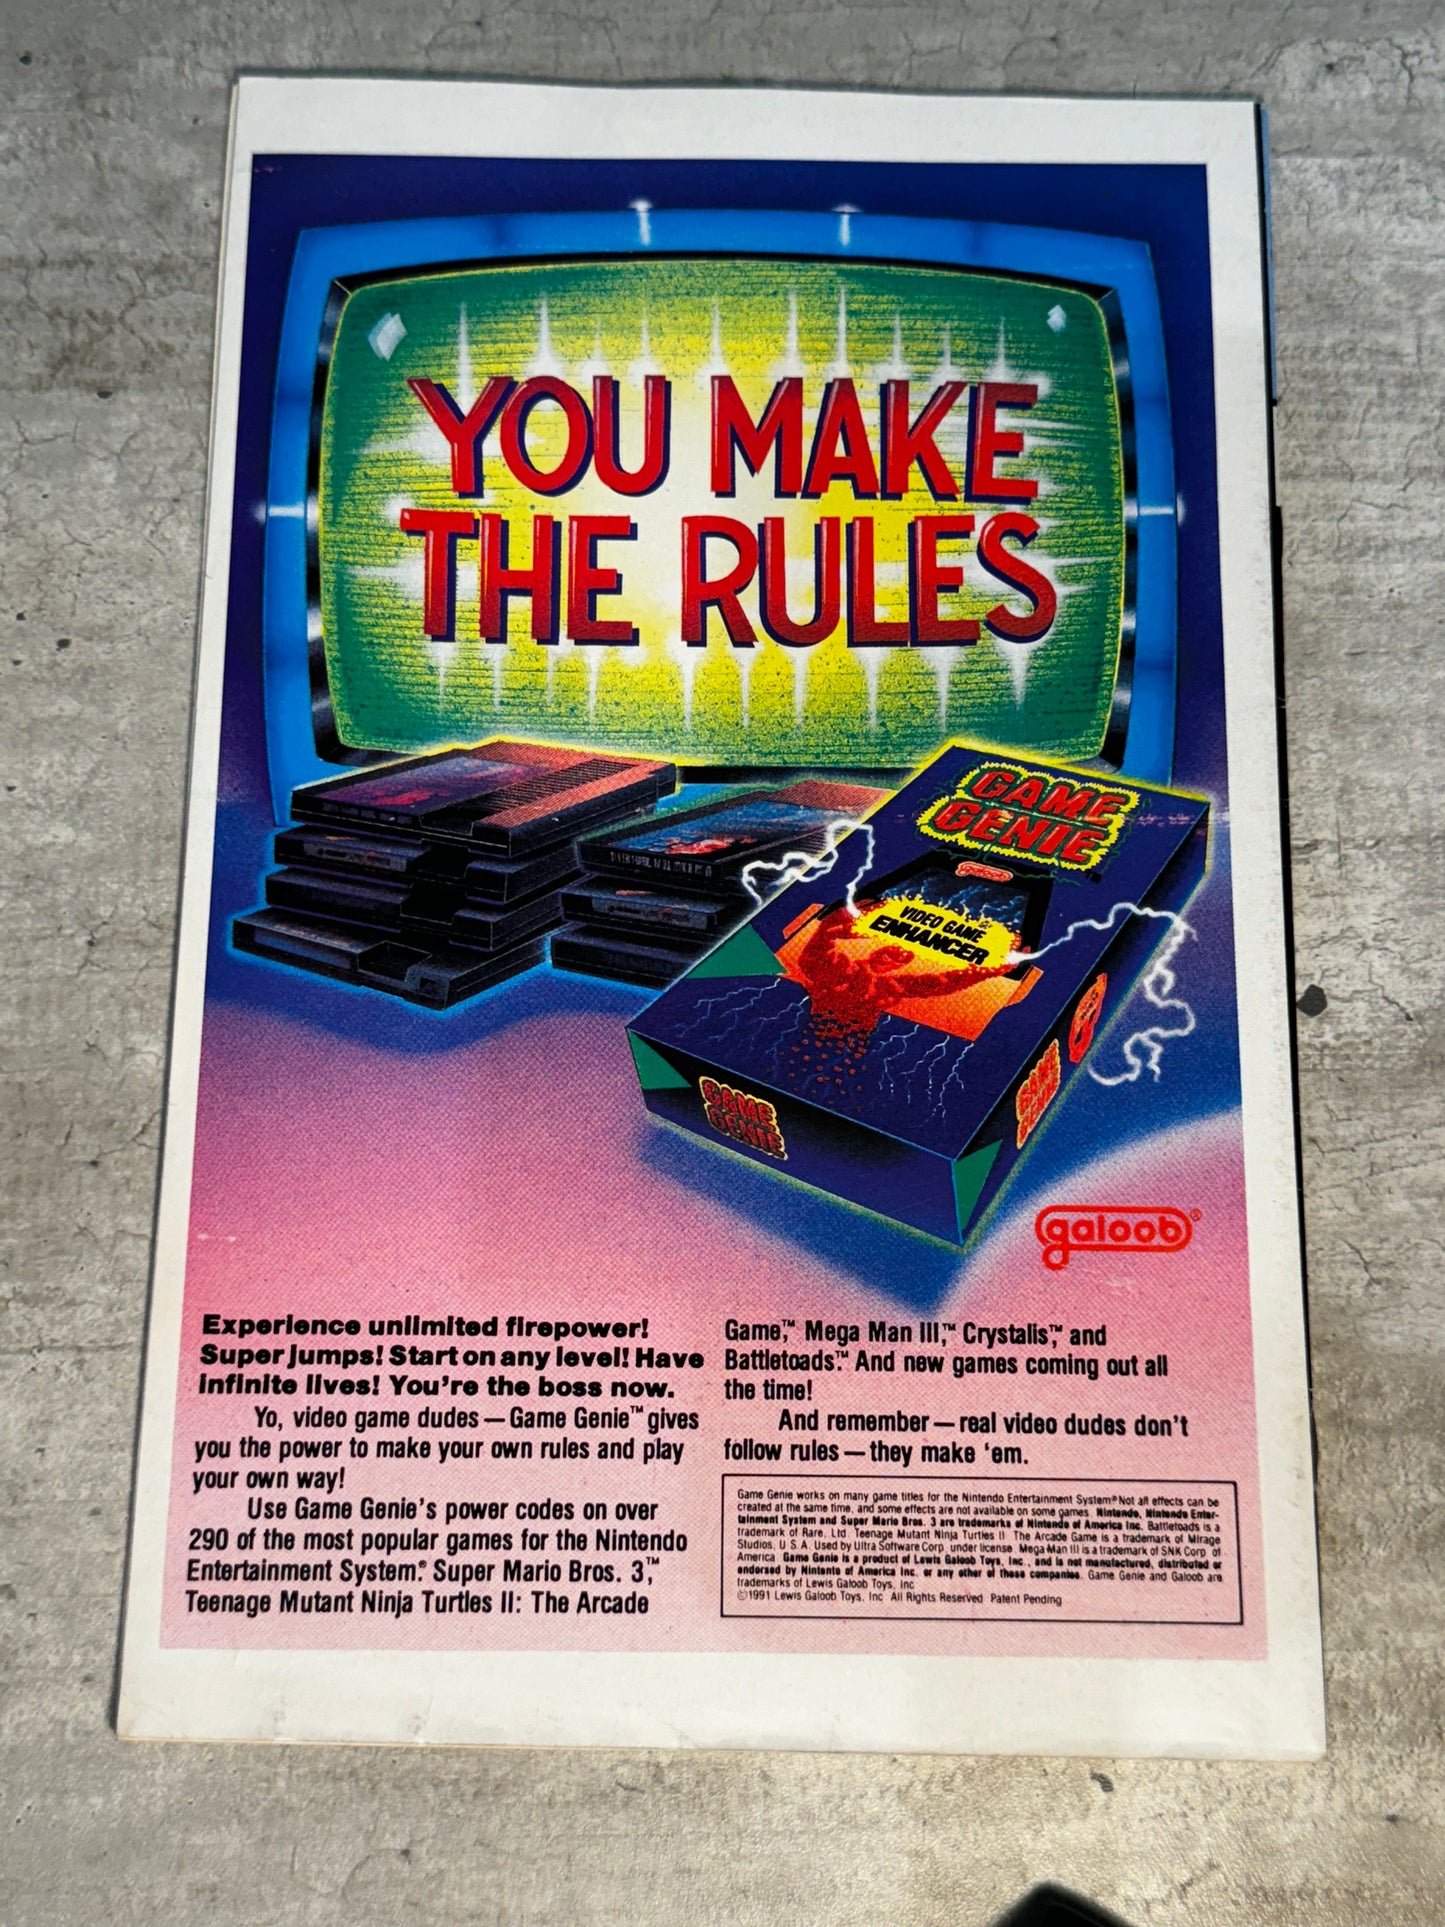 YOU MAKE
THE RULES
GAME
GENIE
galoob
VIDEO GAME
ENHANCER
GAME
GENIE
GAME
GENIE
galoob®
Experience unlimited firepower!
Super jumps! Start on any level! Have
infinite lives! You're the boss now.
Yo, video game dudes — Game Genie™ gives
you the power to make your own rules and play
your own way!
Use Game Genie's power codes on over
290 of the most popular games for the Nintendo
Entertainment System.® Super Mario Bros. 3,™
Teenage Mutant Ninja Turtles II: The Arcade
Game,™ Mega Man III,™ Crystalis,™ and
Battletoads.™ And new games coming out all
the time!
And remember — real video dudes don't
follow rules — they make 'em.
Game Genie works on many game titles for the Nintendo Entertainment System® Not all effects can be
created at the same time, and some effects are not available on some games. Nintendo, Nintendo Enter-
tainment System and Super Mario Bros. 3 are trademarks of Nintendo of America Inc. Battletoads is a
trademark of Rare, Ltd. Teenage Mutant Ninja Turtles II The Arcade Game is a trademark of Mirage
Studios, U S A. Used by Ultra Software Corp. under license. Mega Man III is a trademark of SNK Corp. of
America. Game Genie is a product of Lewis Galoob Toys, Inc., and is not manufactured, distributed or
endorsed by Nintento of America Inc. or any other of these companies. Game Genie and Galoob are
trademarks of Lewis Galoob Toys, Inc
©1991 Lewis Galoob Toys, Inc All Rights Reserved Patent Pending